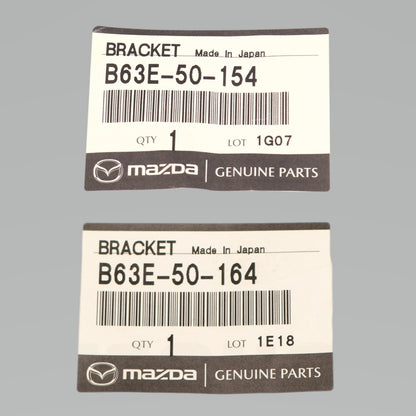 BRACKET Made In Japan
B63E-50-154
QTY 1 LOT 1G07
mazda GENUINE PARTS
BRACKET Made In Japan
B63E-50-164
QTY 1 LOT 1E18
mazda GENUINE PARTS